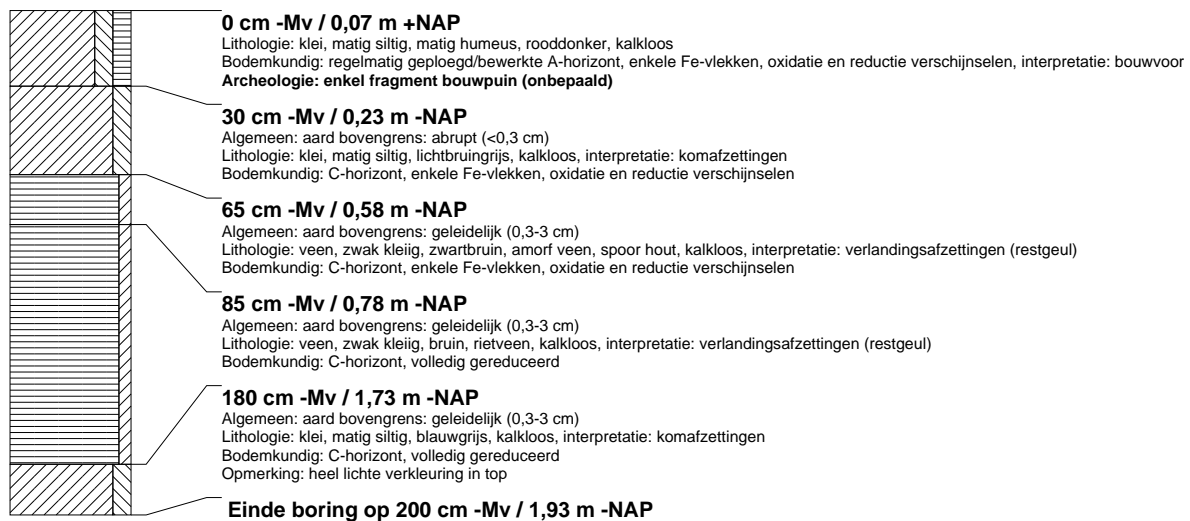 0 cm -Mv / 0,07 m +NAP
Lithologie: klei, matig siltig, matig humeus, rooddonker, kalkloos
Bodemkundig: regelmatig geploegd/bewerkte A-horizont, enkele Fe-vlekken, oxidatie en reductie verschijnselen, interpretatie: bouwvoor
Archeologie: enkel fragment bouwpuin (onbepaald)
30 cm -Mv / 0,23 m -NAP
Algemeen: aard bovengrens: abrupt (<0,3 cm)
Lithologie: klei, matig siltig, lichtbruingrijs, kalkloos, interpretatie: komafzettingen
Bodemkundig: C-horizont, enkele Fe-vlekken, oxidatie en reductie verschijnselen
65 cm -Mv / 0,58 m -NAP
Algemeen: aard bovengrens: geleidelijk (0,3-3 cm)
Lithologie: veen, zwak kleiig, zwartbruin, amorf veen, spoor hout, kalkloos, interpretatie: verlandingsafzettingen (restgeul)
Bodemkundig: C-horizont, enkele Fe-vlekken, oxidatie en reductie verschijnselen
85 cm -Mv / 0,78 m -NAP
Algemeen: aard bovengrens: geleidelijk (0,3-3 cm)
Lithologie: veen, zwak kleiig, bruin, rietveen, kalkloos, interpretatie: verlandingsafzettingen (restgeul)
Bodemkundig: C-horizont, volledig gereduceerd
180 cm -Mv / 1,73 m -NAP
Algemeen: aard bovengrens: geleidelijk (0,3-3 cm)
Lithologie: klei, matig siltig, blauwgrijs, kalkloos, interpretatie: komafzettingen
Bodemkundig: C-horizont, volledig gereduceerd
Opmerking: heel lichte verkleuring in top
Einde boring op 200 cm -Mv / 1,93 m -NAP